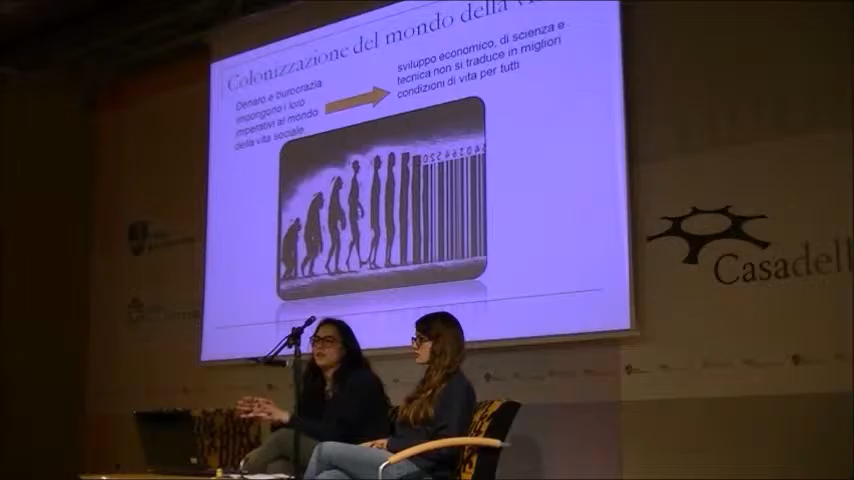 Colonizzazione del mondo della
Denaro e burocrazia
impongono i loro
imperativi al mondo
della vita sociale
sviluppo economico, di scienza e
tecnica non si traduce in migliori
condizioni di vita per tutti
Casadell